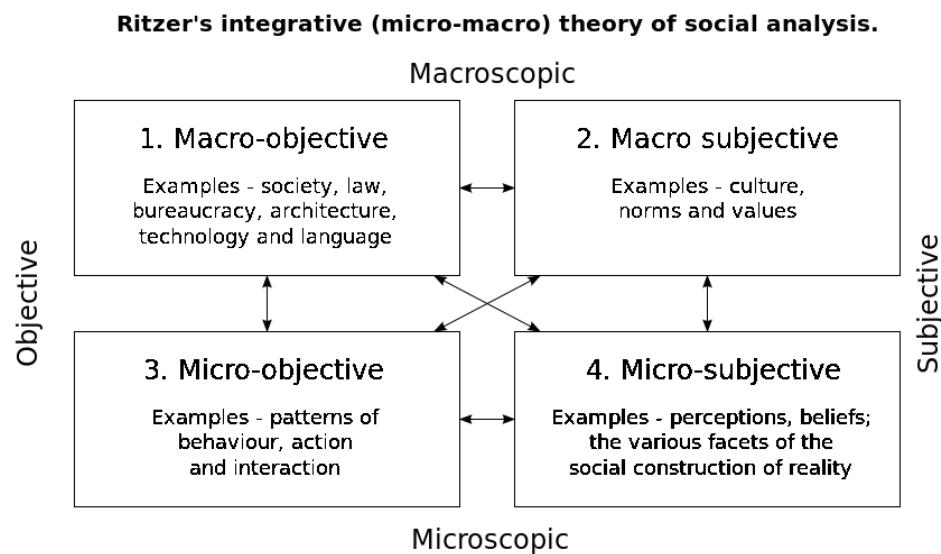 Ritzer's integrative (micro-macro) theory of social analysis.
Macroscopic
1. Macro-objective
Examples - society, law,
bureaucracy, architecture,
technology and language
2. Macro subjective
Examples - culture,
norms and values
Objective
Subjective
3. Micro-objective
Examples - patterns of
behaviour, action
and interaction
4. Micro-subjective
Examples - perceptions, beliefs;
the various facets of the
social construction of reality
Microscopic